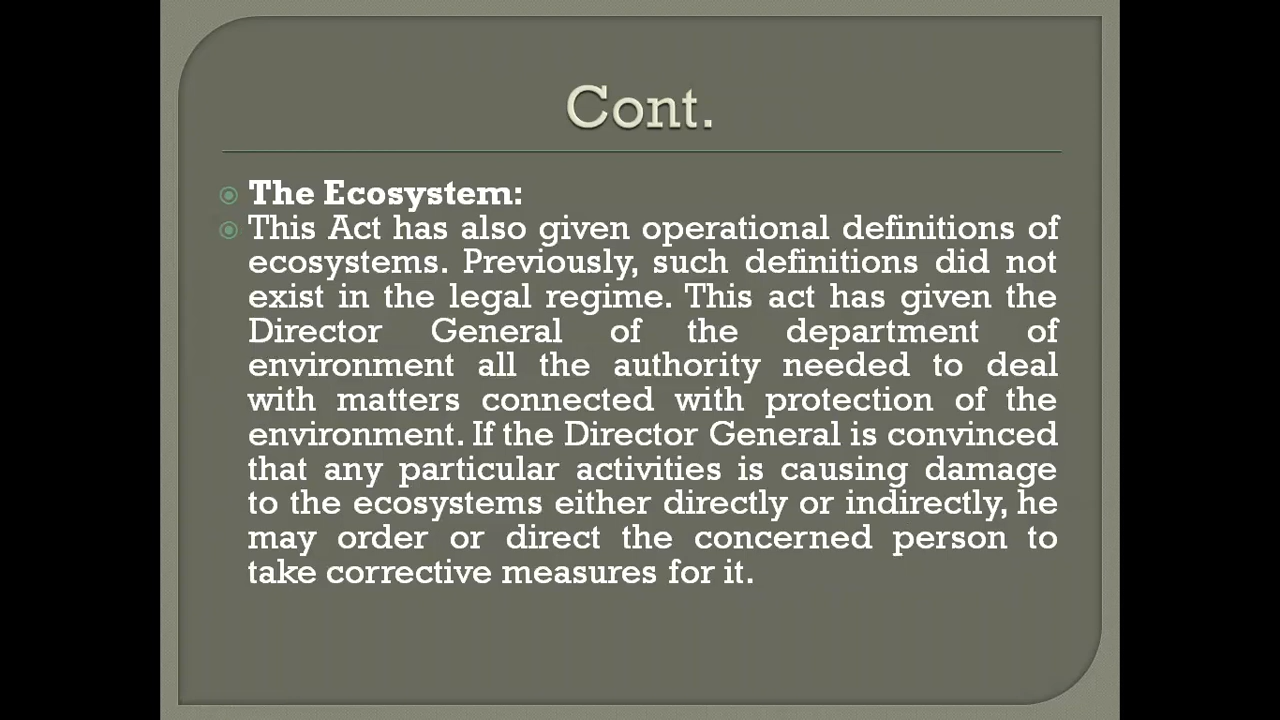 Cont.
The Ecosystem:
This Act has also given operational definitions of
ecosystems. Previously, such definitions did not
exist in the legal regime. This act has given the
Director General of the department of
environment all the authority needed to deal
with matters connected with protection of the
environment. If the Director General is convinced
that any particular activities is causing damage
to the ecosystems either directly or indirectly, he
may order or direct the concerned person to
take corrective measures for it.